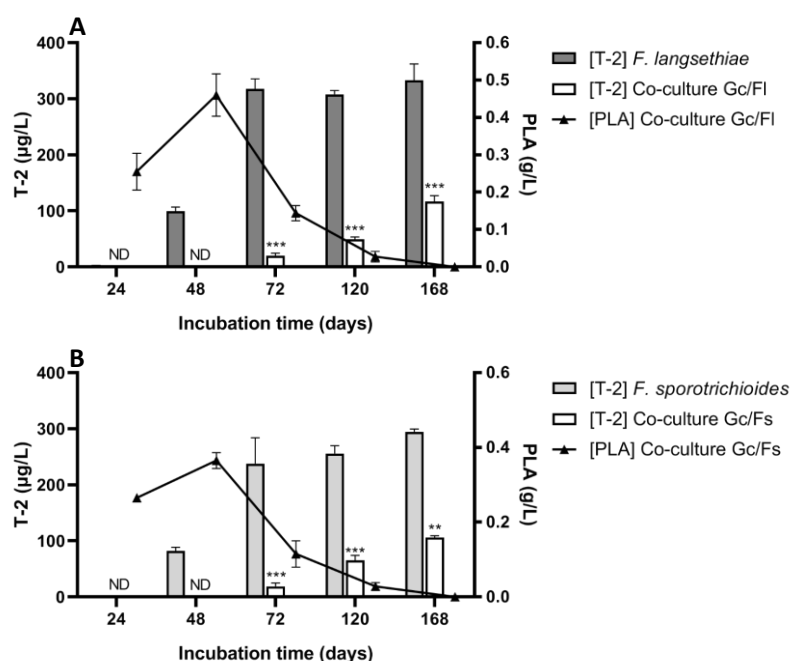 A
400
300
200
100
0
T-2 (µg/L)
0.6
0.5
0.4
0.3
0.2
0.1
0.0
PLA (g/L)
ND
ND
***
***
***
24 48 72 120 168
Incubation time (days)
[T-2] F. langsethiae
[T-2] Co-culture Gc/Fl
[PLA] Co-culture Gc/Fl
B
400
300
200
100
0
T-2 (µg/L)
0.6
0.4
0.2
0.0
PLA (g/L)
ND
ND
***
***
**
24 48 72 120 168
Incubation time (days)
[T-2] F. sporotrichioides
[T-2] Co-culture Gc/Fs
[PLA] Co-culture Gc/Fs